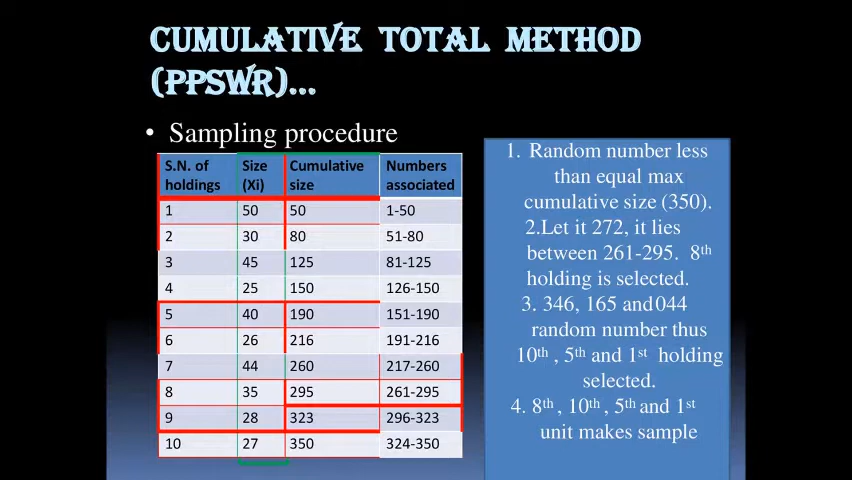 CUMULATIVE TOTAL METHOD
(PPSWR)...
• Sampling procedure
S.N. of holdings Size (Xi) Cumulative size Numbers associated
1 50 50 1-50
2 30 80 51-80
3 45 125 81-125
4 25 150 126-150
5 40 190 151-190
6 26 216 191-216
7 44 260 217-260
8 35 295 261-295
9 28 323 296-323
10 27 350 324-350
1. Random number less
than equal max
cumulative size (350).
2.Let it 272, it lies
between 261-295. 8th
holding is selected.
3. 346, 165 and044
random number thus
10th , 5th and 1st holding
selected.
4. 8th , 10th , 5th and 1st
unit makes sample